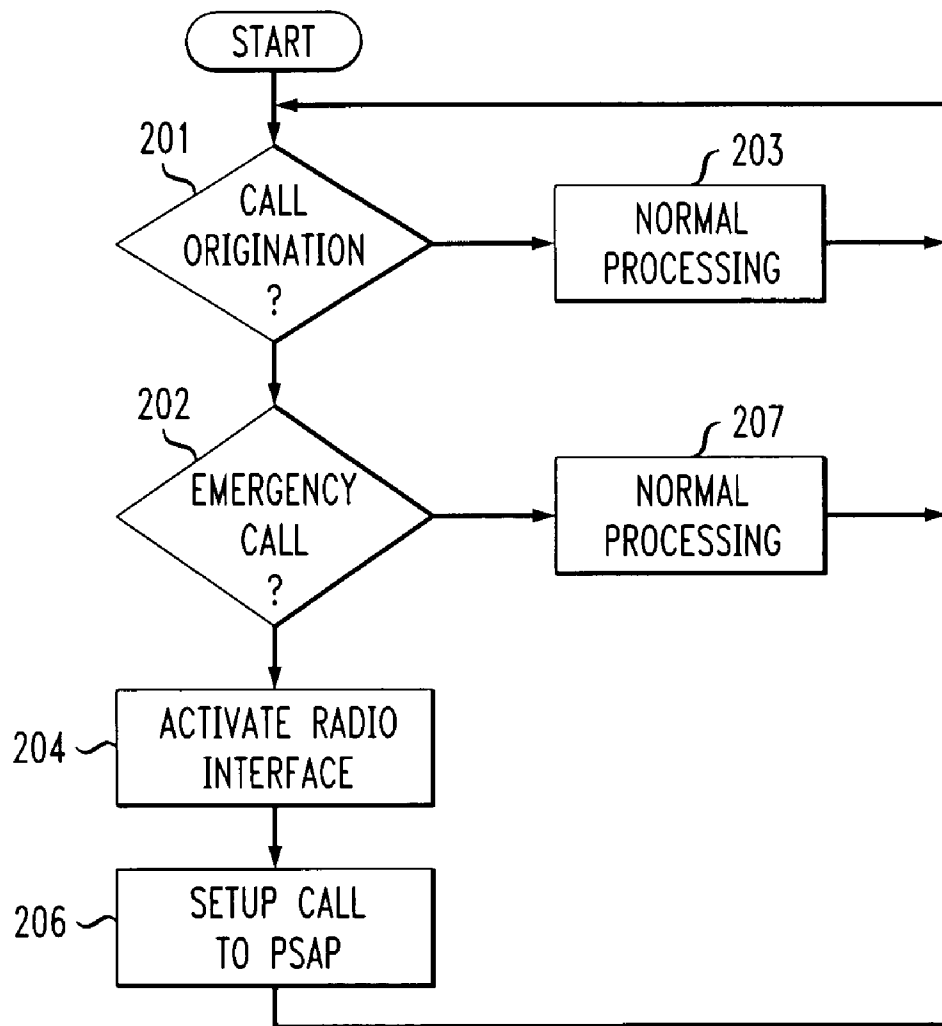 START
201
CALL
ORIGINATION
?
203
NORMAL
PROCESSING
202
EMERGENCY
CALL
?
207
NORMAL
PROCESSING
204
ACTIVATE RADIO
INTERFACE
206
SETUP CALL
TO PSAP